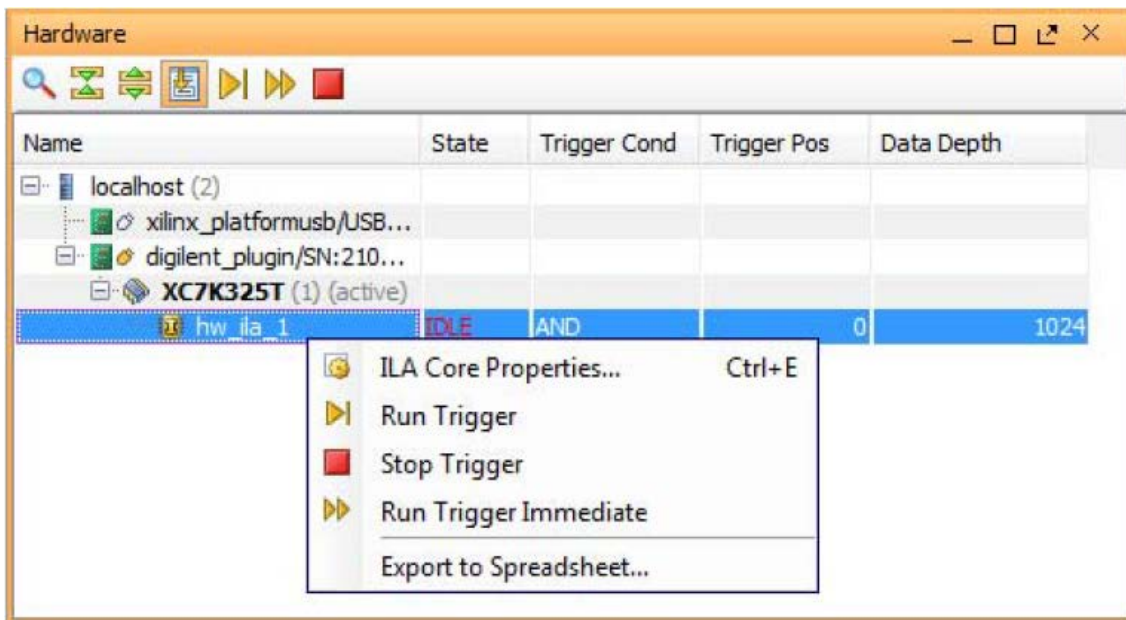 Hardware
Name State Trigger Cond Trigger Pos Data Depth
localhost (2)
xilinx_platformusb/USB...
digilent_plugin/SN:210...
XC7K325T (1) (active)
hw_ila_1 IDLE AND 0 1024
ILA Core Properties... Ctrl+E
Run Trigger
Stop Trigger
Run Trigger Immediate
Export to Spreadsheet...